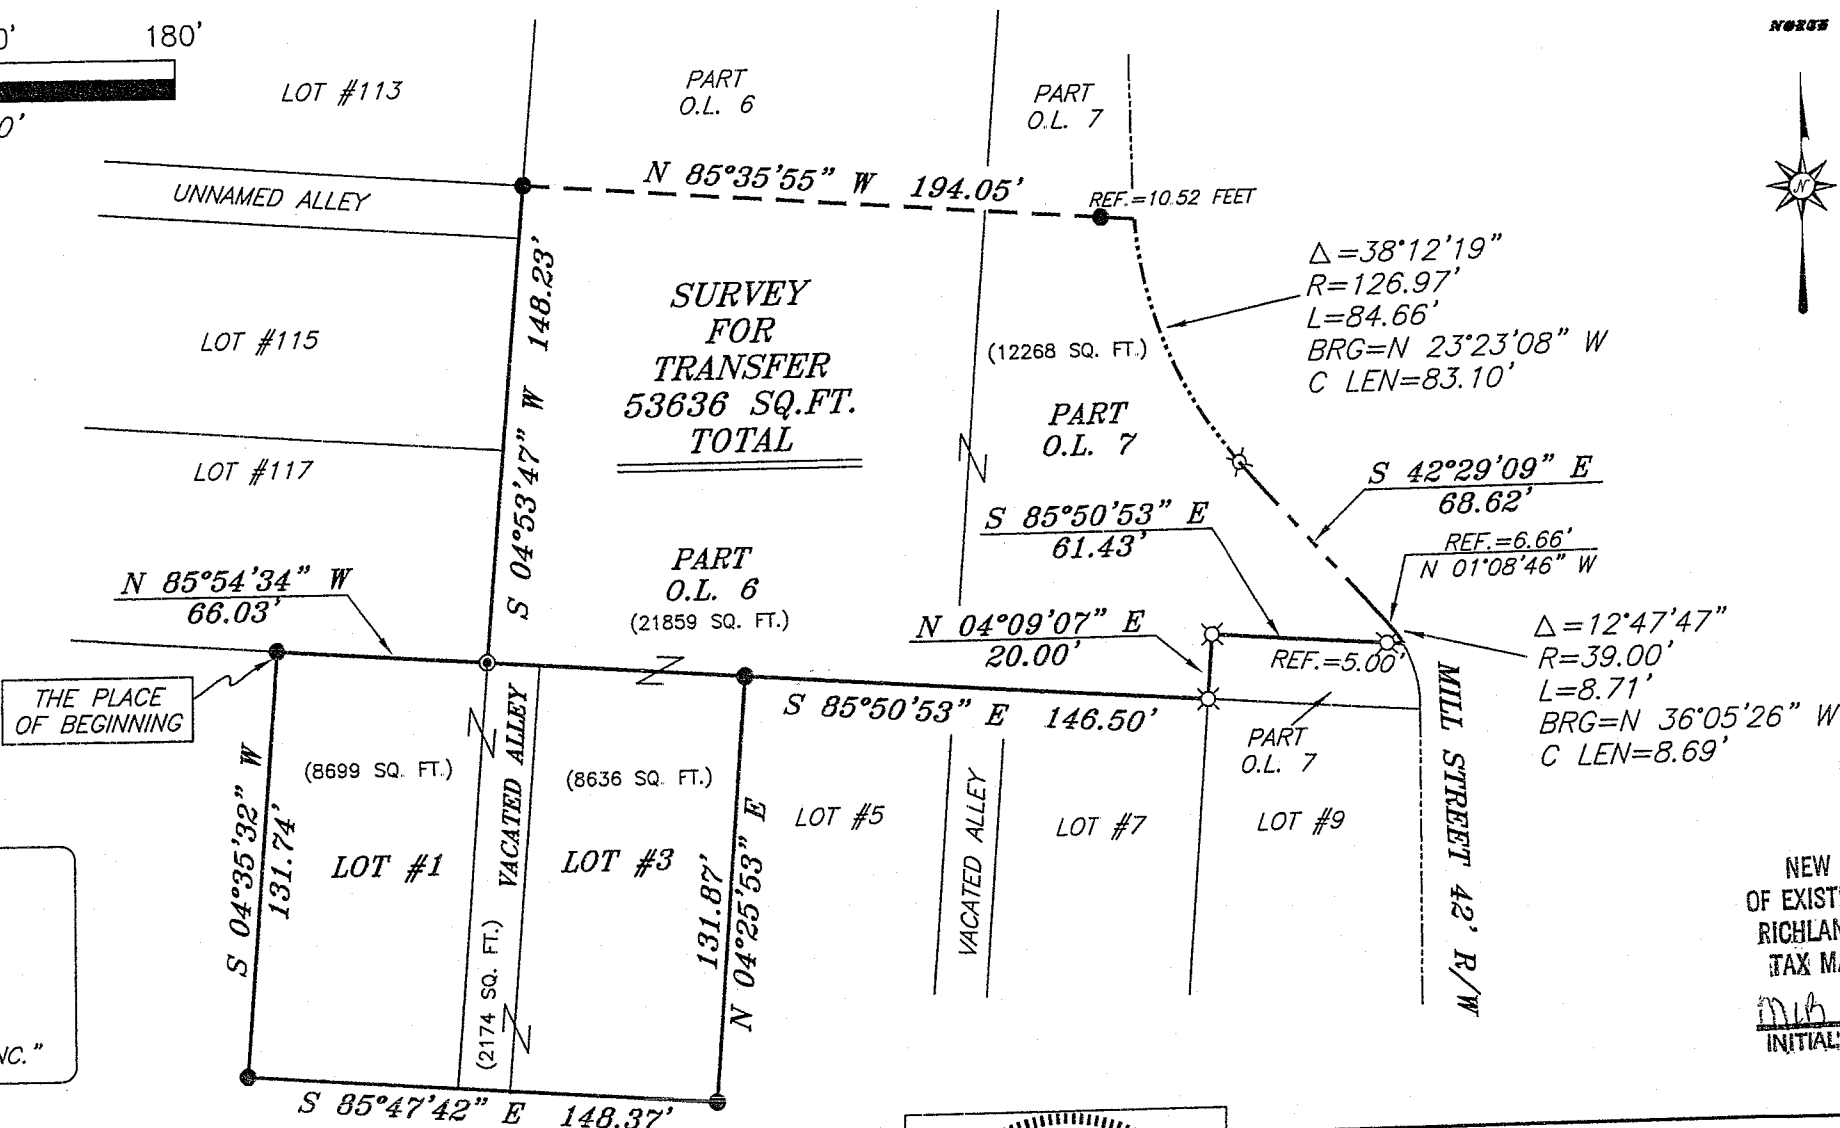 180'
NORTH
LOT #113
PART
O.L. 6
PART
O.L. 7
N
UNNAMED ALLEY
N 85°35'55" W 194.05'
REF.=10.52 FEET
S 04°53'47" W 148.23'
SURVEY
FOR
TRANSFER
53636 SQ.FT.
TOTAL
(12268 SQ. FT.)
PART
O.L. 7
Δ=38°12'19"
R=126.97'
L=84.66'
BRG=N 23°23'08" W
C LEN=83.10'
LOT #115
LOT #117
S 42°29'09" E
68.62'
S 85°50'53" E
61.43'
REF.=6.66'
N 01°08'46" W
PART
O.L. 6
(21859 SQ. FT.)
N 85°54'34" W
66.03'
N 04°09'07" E
20.00'
REF.=5.00'
Δ=12°47'47"
R=39.00'
L=8.71'
BRG=N 36°05'26" W
C LEN=8.69'
THE PLACE
OF BEGINNING
S 85°50'53" E 146.50'
PART
O.L. 7
MILL STREET 42' R/W
S 04°35'32" W
131.74'
(8699 SQ. FT.)
LOT #1
VACATED ALLEY
(2174 SQ. FT.)
(8636 SQ. FT.)
LOT #3
131.87'
N 04°25'53" E
LOT #5
VACATED ALLEY
LOT #7
LOT #9
S 85°47'42" E 148.37'
NEW
OF EXIST
RICHLAN
TAX MA
INITIAL
NC."